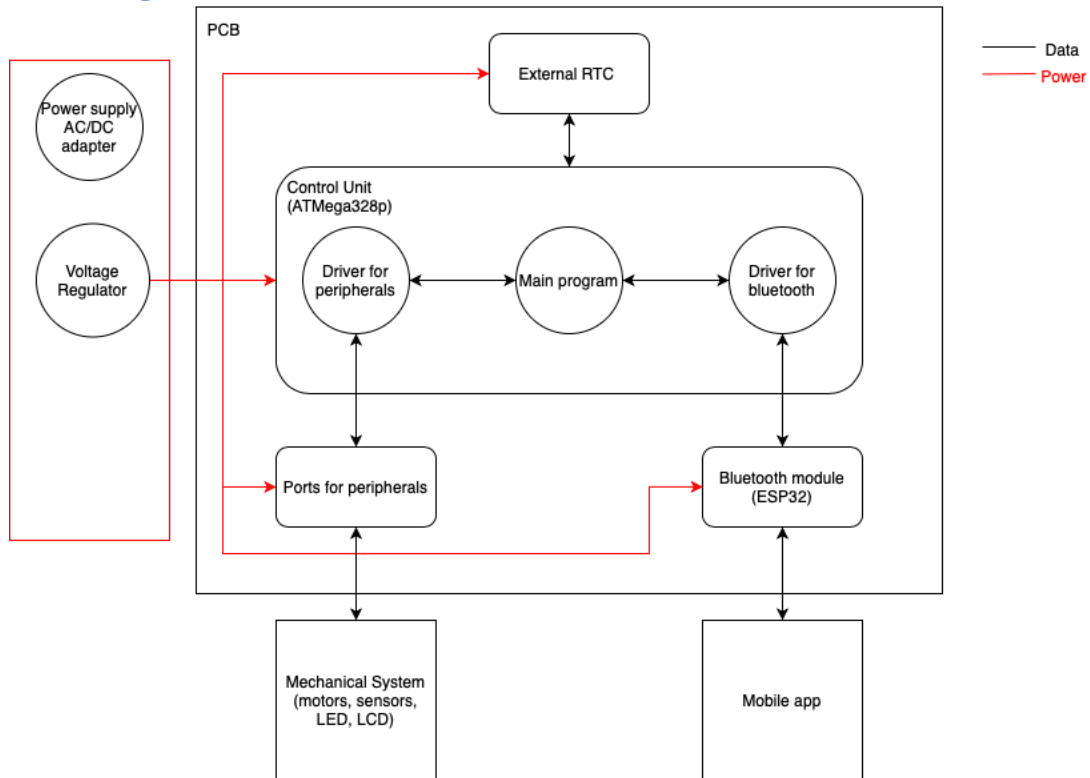 PCB
Data
Power
External RTC
Power supply
AC/DC
adapter
Control Unit
(ATMega328p)
Voltage
Regulator
Driver for
peripherals
Main program
Driver for
bluetooth
Ports for peripherals
Bluetooth module
(ESP32)
Mechanical System
(motors, sensors,
LED, LCD)
Mobile app